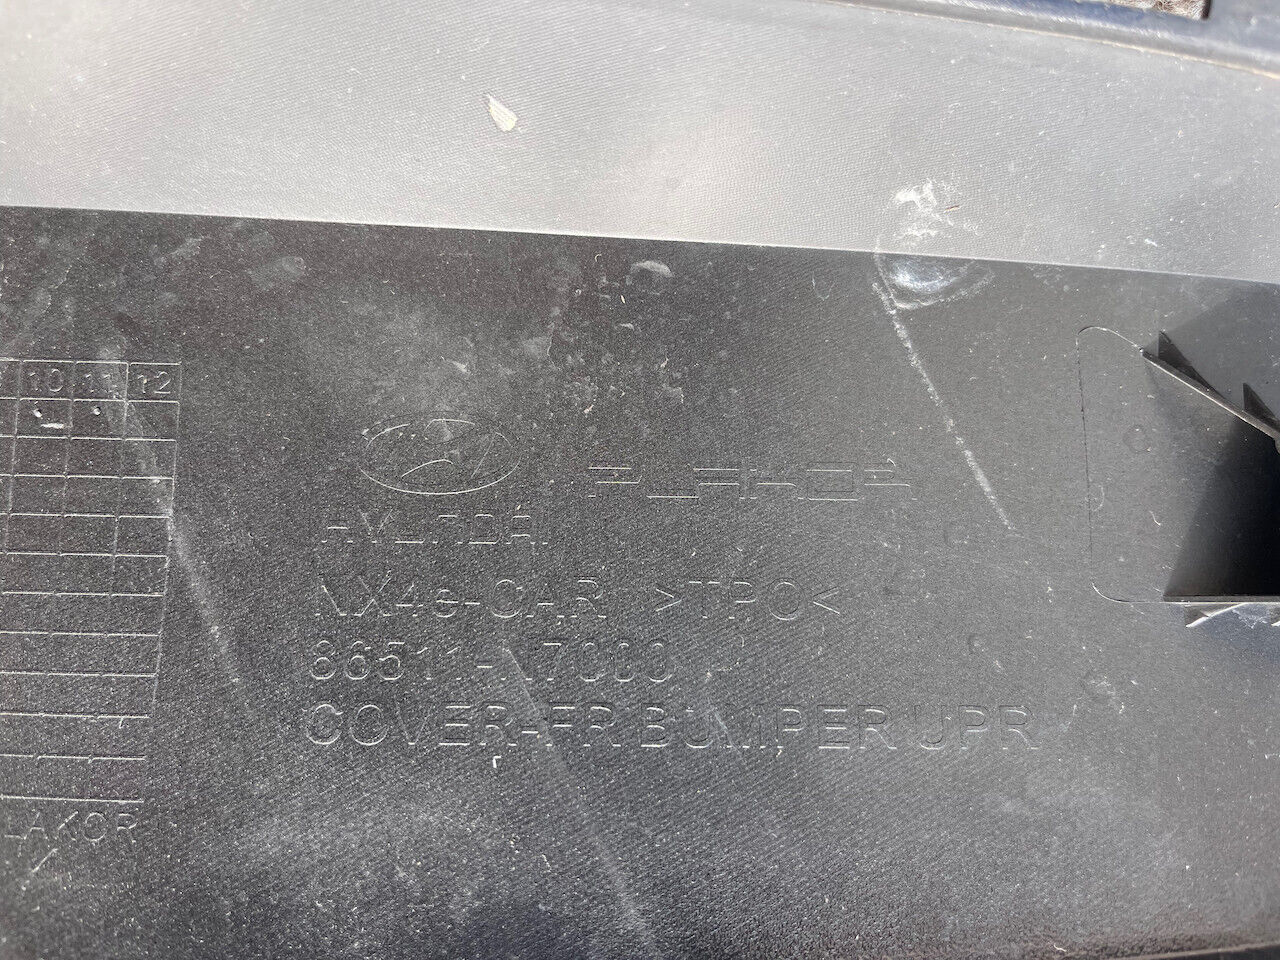 10 11 12
PLAKOR
HYUNDAI
NX4e-CAR >TPO<
COVER-FR BUMPER UPR
LAKOR